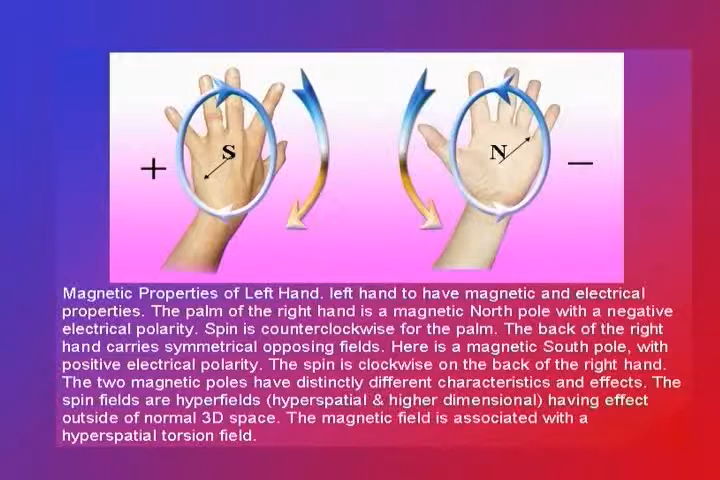 S
N
+
–
Magnetic Properties of Left Hand. left hand to have magnetic and electrical
properties. The palm of the right hand is a magnetic North pole with a negative
electrical polarity. Spin is counterclockwise for the palm. The back of the right
hand carries symmetrical opposing fields. Here is a magnetic South pole, with
positive electrical polarity. The spin is clockwise on the back of the right hand.
The two magnetic poles have distinctly different characteristics and effects. The
spin fields are hyperfields (hyperspatial & higher dimensional) having effect
outside of normal 3D space. The magnetic field is associated with a
hyperspatial torsion field.